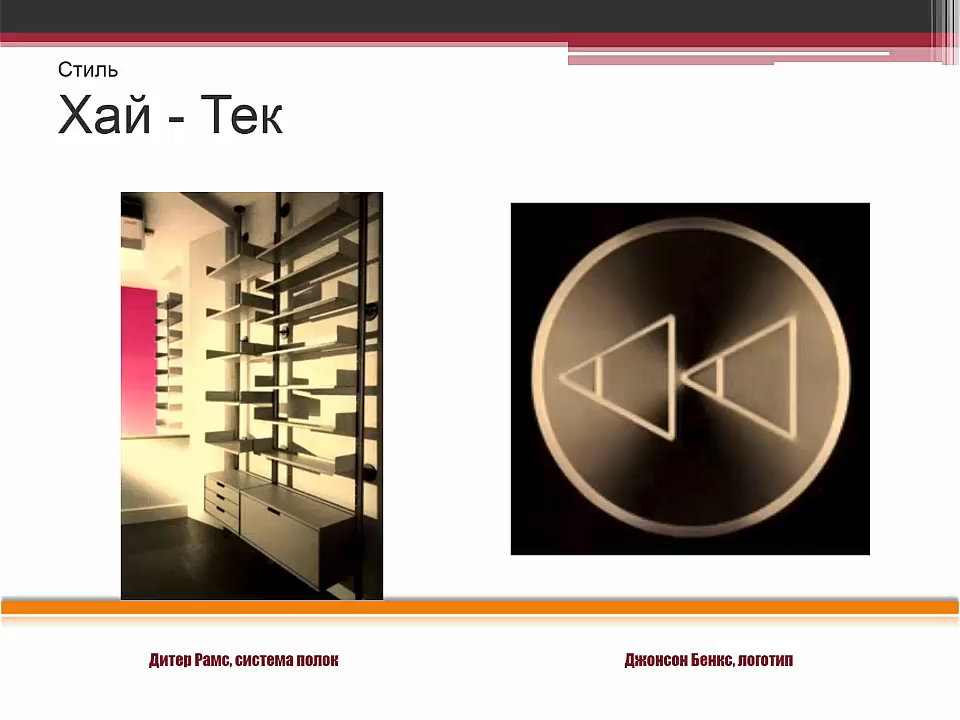 Стиль
Хай - Тек
Дитер Рамс, система полок
Джонсон Бенкс, логотип